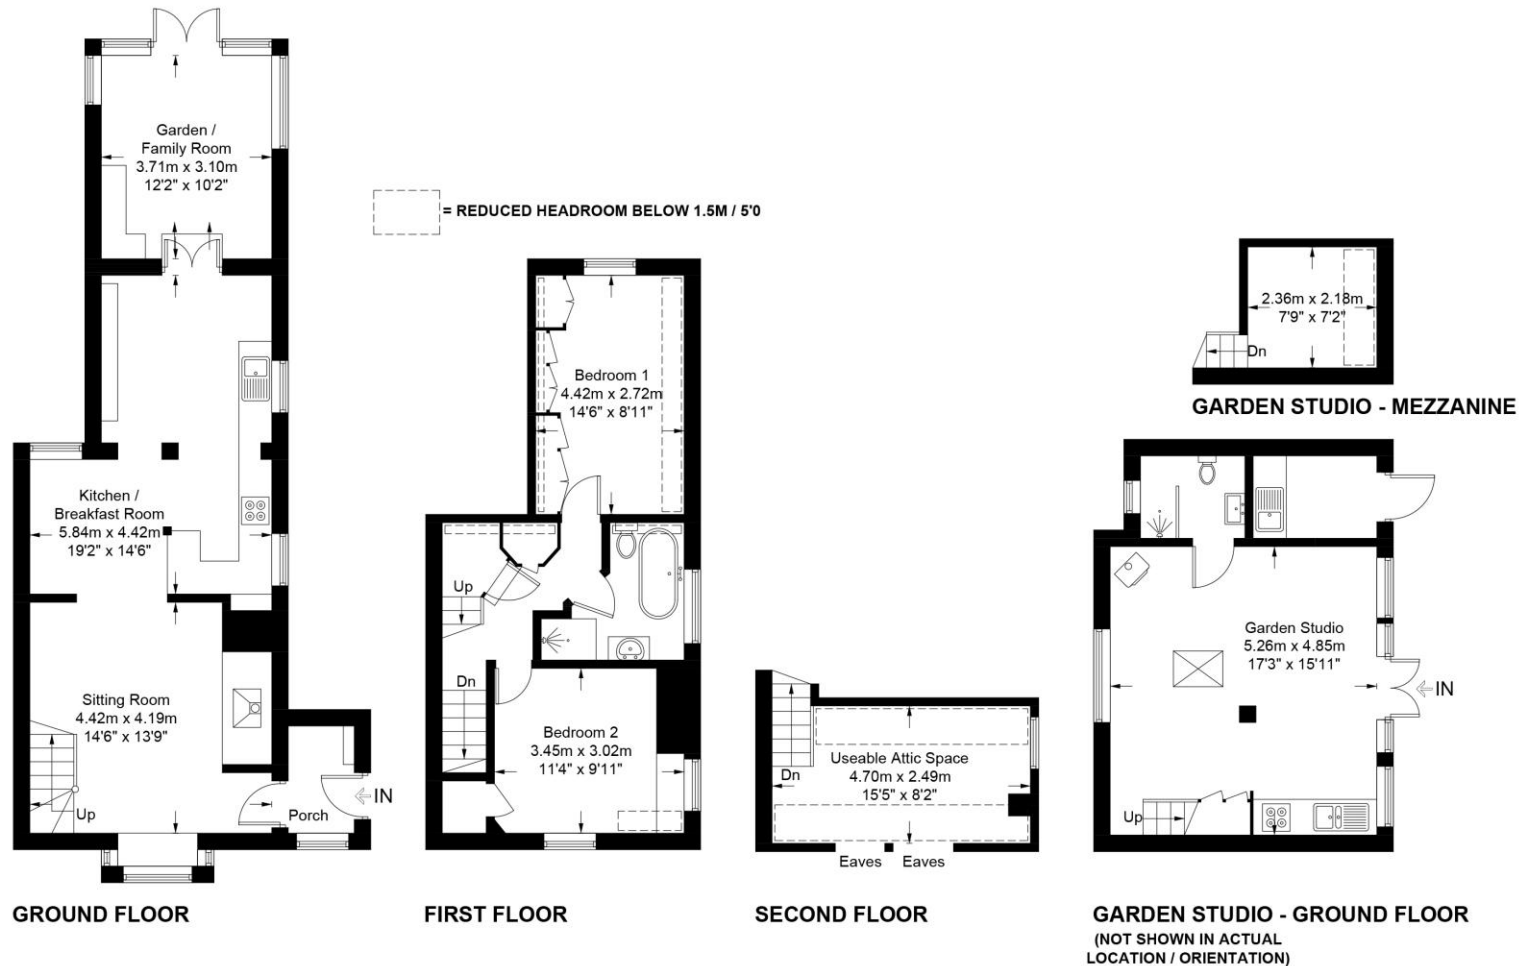 Garden /
Family Room
3.71m x 3.10m
12'2" x 10'2"
= REDUCED HEADROOM BELOW 1.5M / 5'0
Kitchen /
Breakfast Room
5.84m x 4.42m
19'2" x 14'6"
Sitting Room
4.42m x 4.19m
14'6" x 13'9"
Up
Porch
IN
GROUND FLOOR
Bedroom 1
4.42m x 2.72m
14'6" x 8'11"
Up
Dn
Bedroom 2
3.45m x 3.02m
11'4" x 9'11"
FIRST FLOOR
Useable Attic Space
4.70m x 2.49m
15'5" x 8'2"
Dn
Eaves Eaves
SECOND FLOOR
2.36m x 2.18m
7'9" x 7'2"
Dn
GARDEN STUDIO - MEZZANINE
Garden Studio
5.26m x 4.85m
17'3" x 15'11"
IN
Up
GARDEN STUDIO - GROUND FLOOR
(NOT SHOWN IN ACTUAL
LOCATION / ORIENTATION)